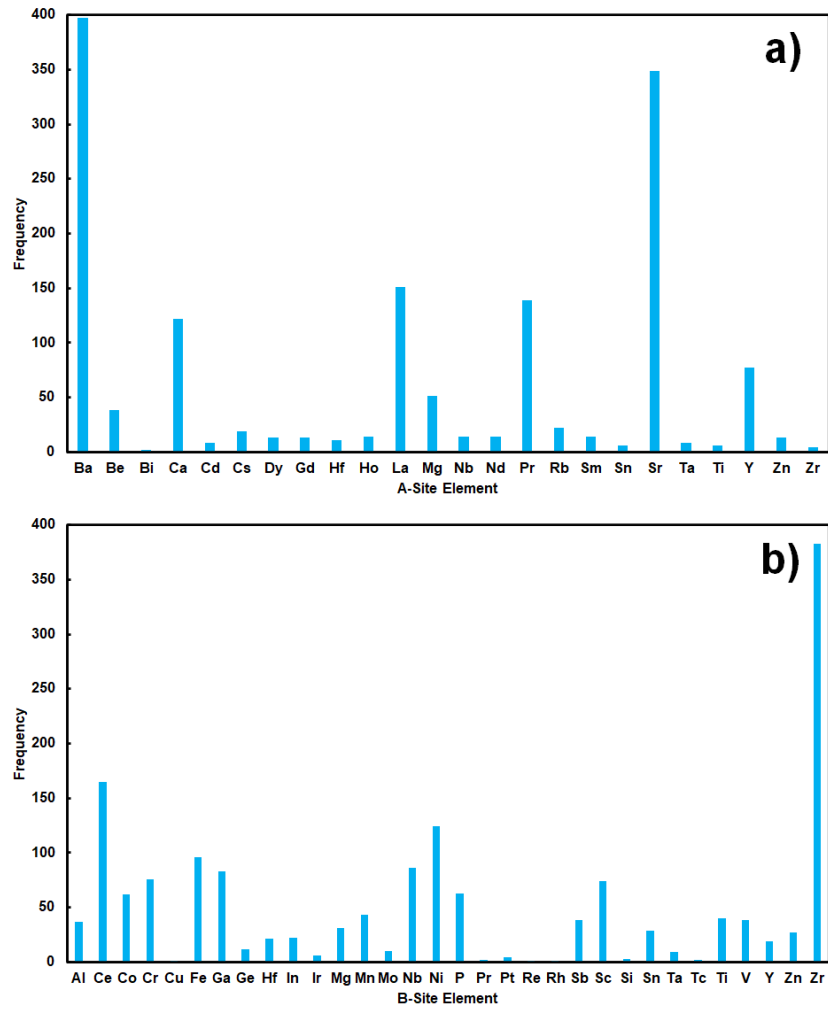 a)
400
350
300
250
200
150
100
50
0
Frequency
Ba Be Bi Ca Cd Cs Dy Gd Hf Ho La Mg Nb Nd Pr Rb Sm Sn Sr Ta Ti Y Zn Zr
A-Site Element
b)
400
350
300
250
200
150
100
50
0
Frequency
Al Ce Co Cr Cu Fe Ga Ge Hf In Ir Mg Mn Mo Nb Ni P Pr Pt Re Rh Sb Sc Si Sn Ta Tc Ti V Y Zn Zr
B-Site Element